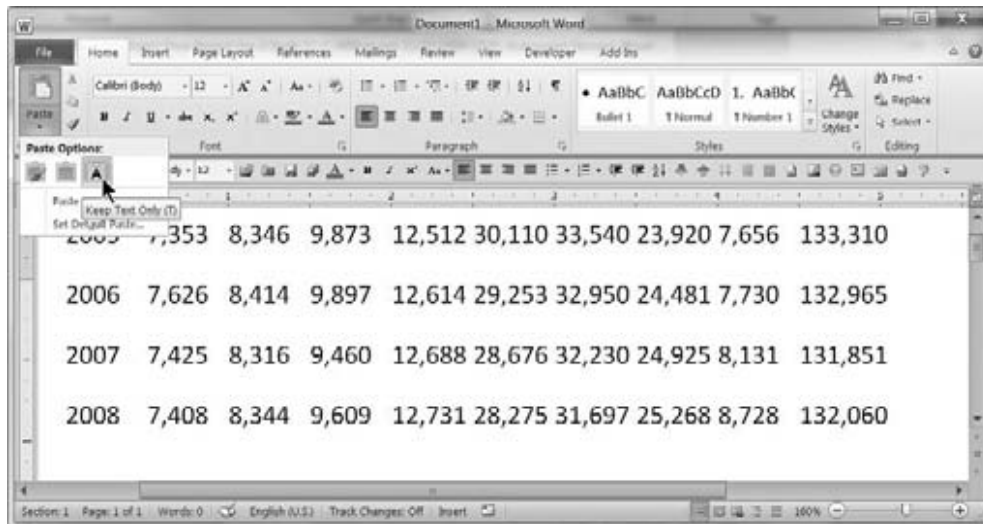 Document1 - Microsoft Word
File Home Insert Page Layout References Mailings Review View Developer Add-Ins
Calibri (Body) 12
Paste
AaBbC AaBbCcD 1. AaBb(
Bullet 1 ¶ Normal ¶ Number 1
Change Styles
Find
Replace
Select
Font Paragraph Styles Editing
Paste Options:
12
Paste
Keep Text Only (T)
Set Default Paste...
2005 7,353 8,346 9,873 12,512 30,110 33,540 23,920 7,656 133,310
2006 7,626 8,414 9,897 12,614 29,253 32,950 24,481 7,730 132,965
2007 7,425 8,316 9,460 12,688 28,676 32,230 24,925 8,131 131,851
2008 7,408 8,344 9,609 12,731 28,275 31,697 25,268 8,728 132,060
Section: 1 Page: 1 of 1 Words: 0 English (U.S.) Track Changes: Off Insert 160%